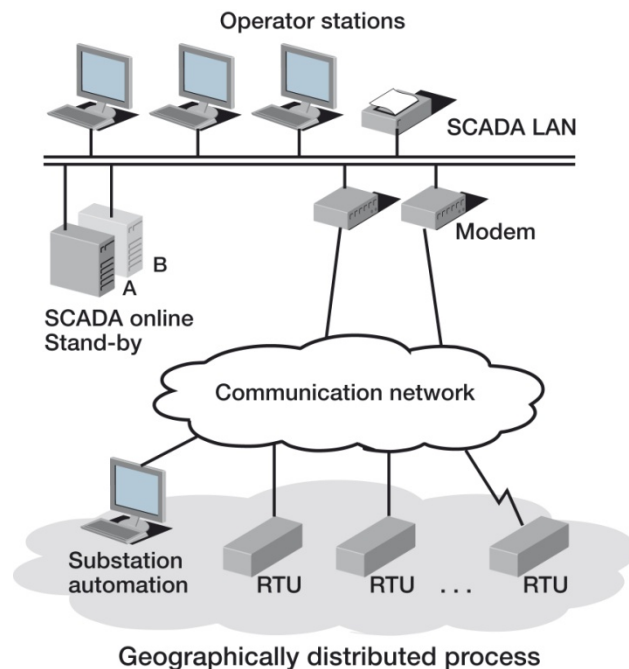 Operator stations
SCADA LAN
Modem
B
A
SCADA online
Stand-by
Communication network
Substation
automation
RTU
RTU
. . .
RTU
Geographically distributed process